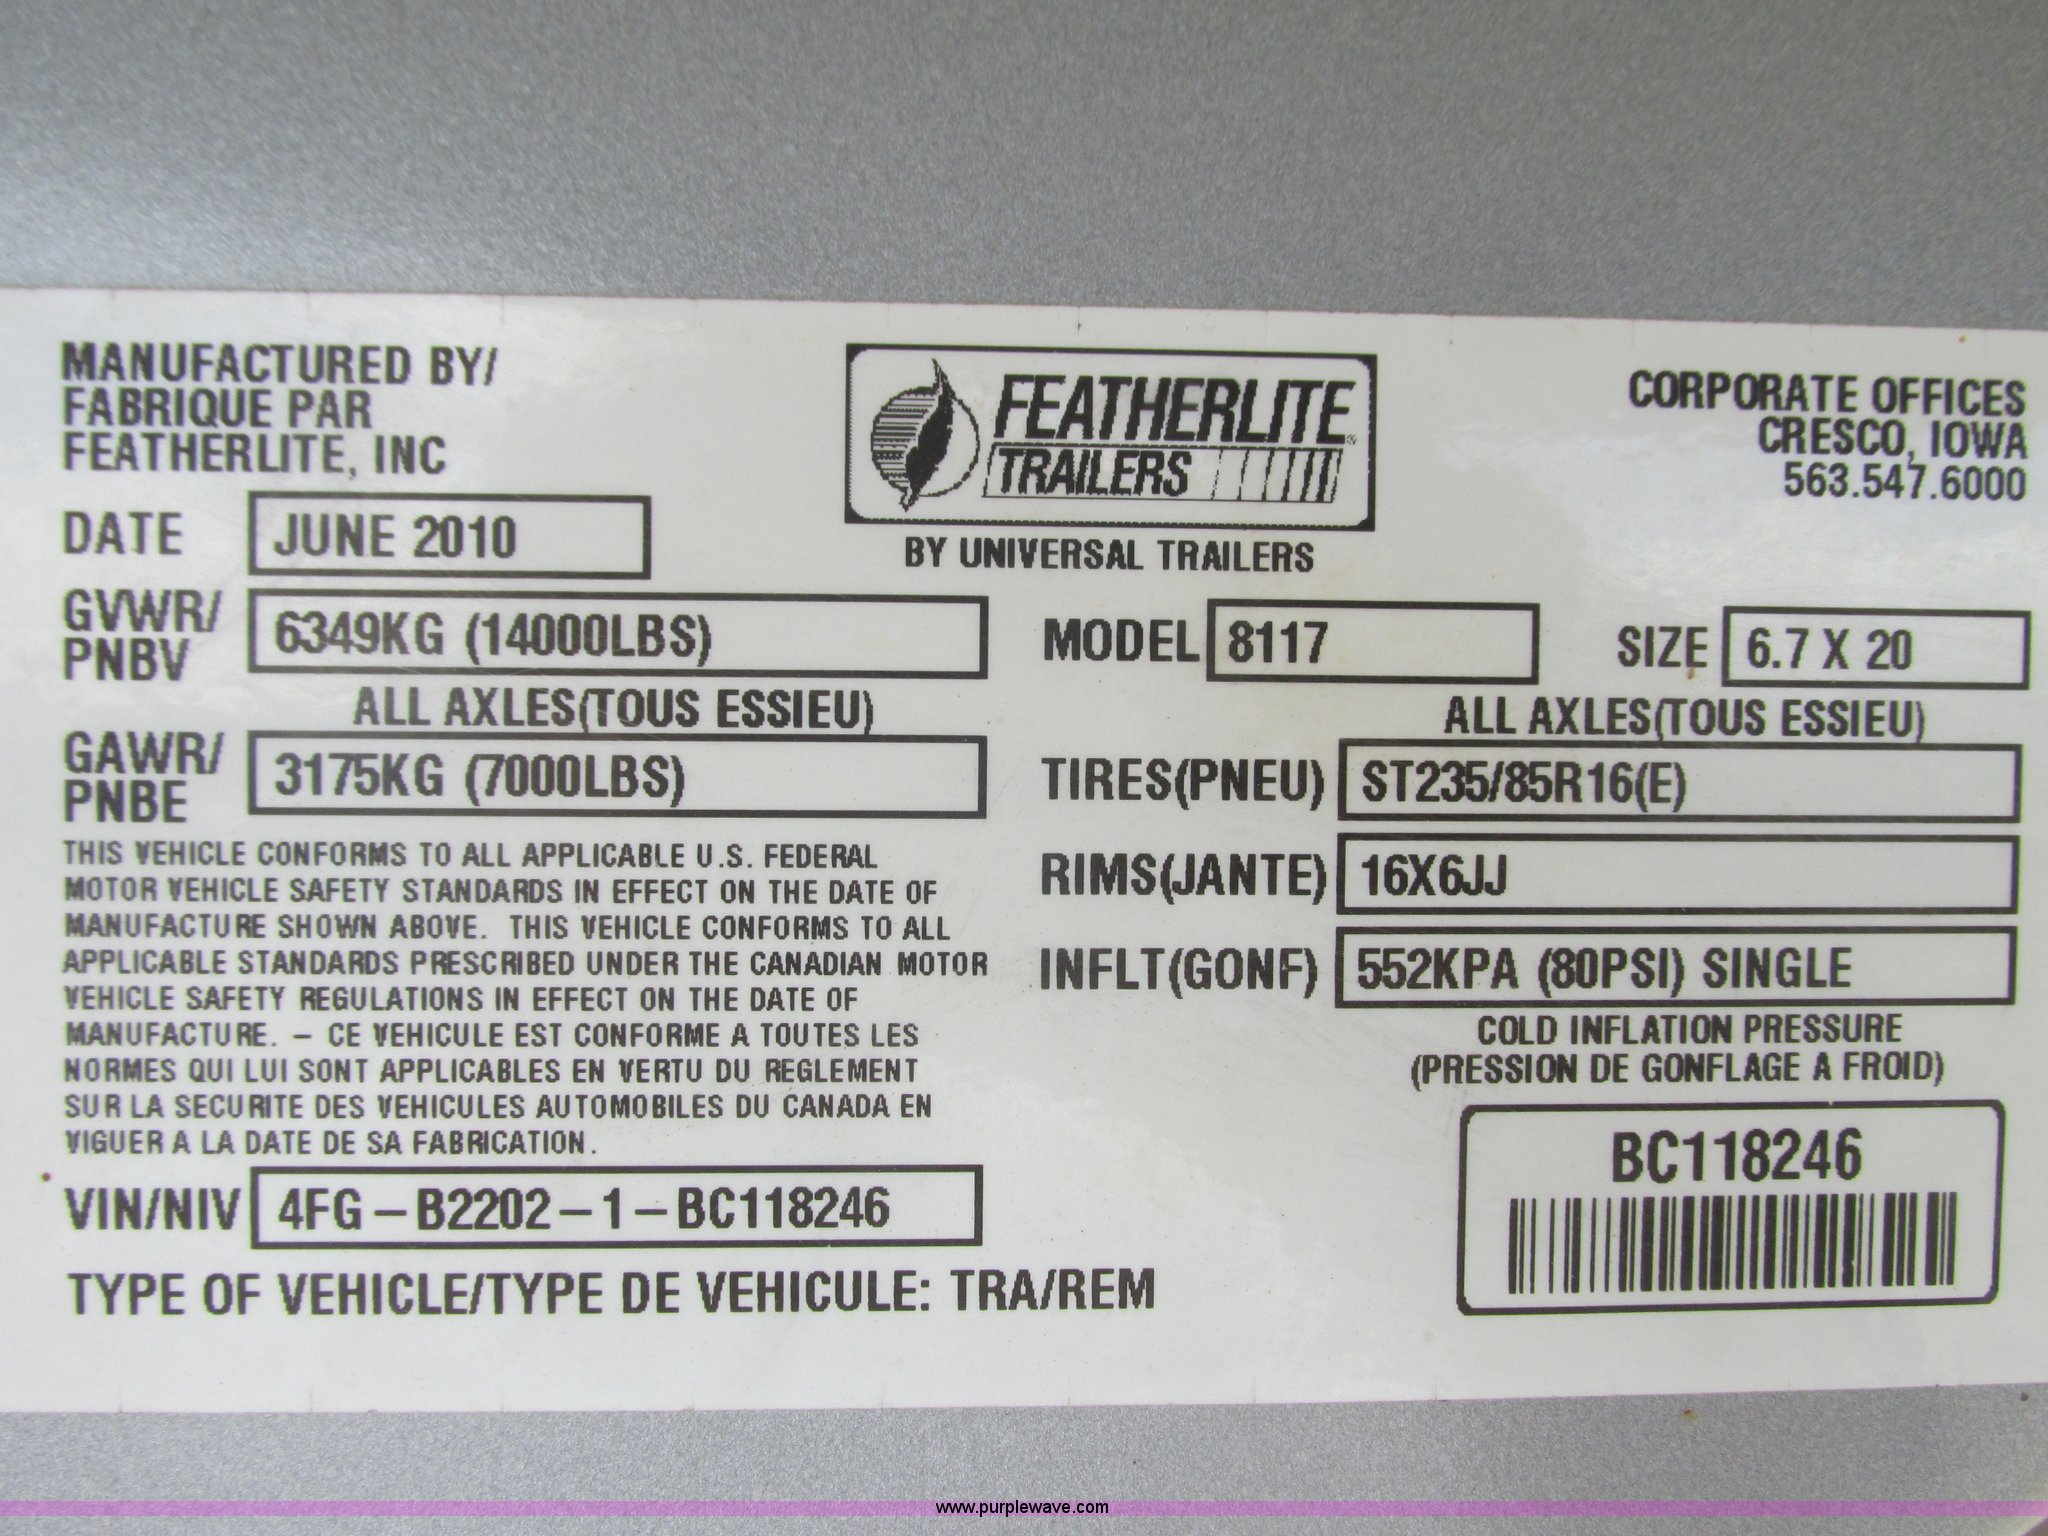 MANUFACTURED BY/
FABRIQUE PAR
FEATHERLITE, INC
FEATHERLITE®
TRAILERS
BY UNIVERSAL TRAILERS
CORPORATE OFFICES
CRESCO, IOWA
563.547.6000
DATE JUNE 2010
GVWR/
PNBV 6349KG (14000LBS)
MODEL 8117
SIZE 6.7 X 20
ALL AXLES(TOUS ESSIEU)
GAWR/
PNBE 3175KG (7000LBS)
ALL AXLES(TOUS ESSIEU)
TIRES(PNEU) ST235/85R16(E)
RIMS(JANTE) 16X6JJ
INFLT(GONF) 552KPA (80PSI) SINGLE
COLD INFLATION PRESSURE
(PRESSION DE GONFLAGE A FROID)
THIS VEHICLE CONFORMS TO ALL APPLICABLE U.S. FEDERAL
MOTOR VEHICLE SAFETY STANDARDS IN EFFECT ON THE DATE OF
MANUFACTURE SHOWN ABOVE. THIS VEHICLE CONFORMS TO ALL
APPLICABLE STANDARDS PRESCRIBED UNDER THE CANADIAN MOTOR
VEHICLE SAFETY REGULATIONS IN EFFECT ON THE DATE OF
MANUFACTURE. – CE VEHICULE EST CONFORME A TOUTES LES
NORMES QUI LUI SONT APPLICABLES EN VERTU DU REGLEMENT
SUR LA SECURITE DES VEHICULES AUTOMOBILES DU CANADA EN
VIGUER A LA DATE DE SA FABRICATION.
VIN/NIV 4FG–B2202–1–BC118246
BC118246
TYPE OF VEHICLE/TYPE DE VEHICULE: TRA/REM
www.purplewave.com